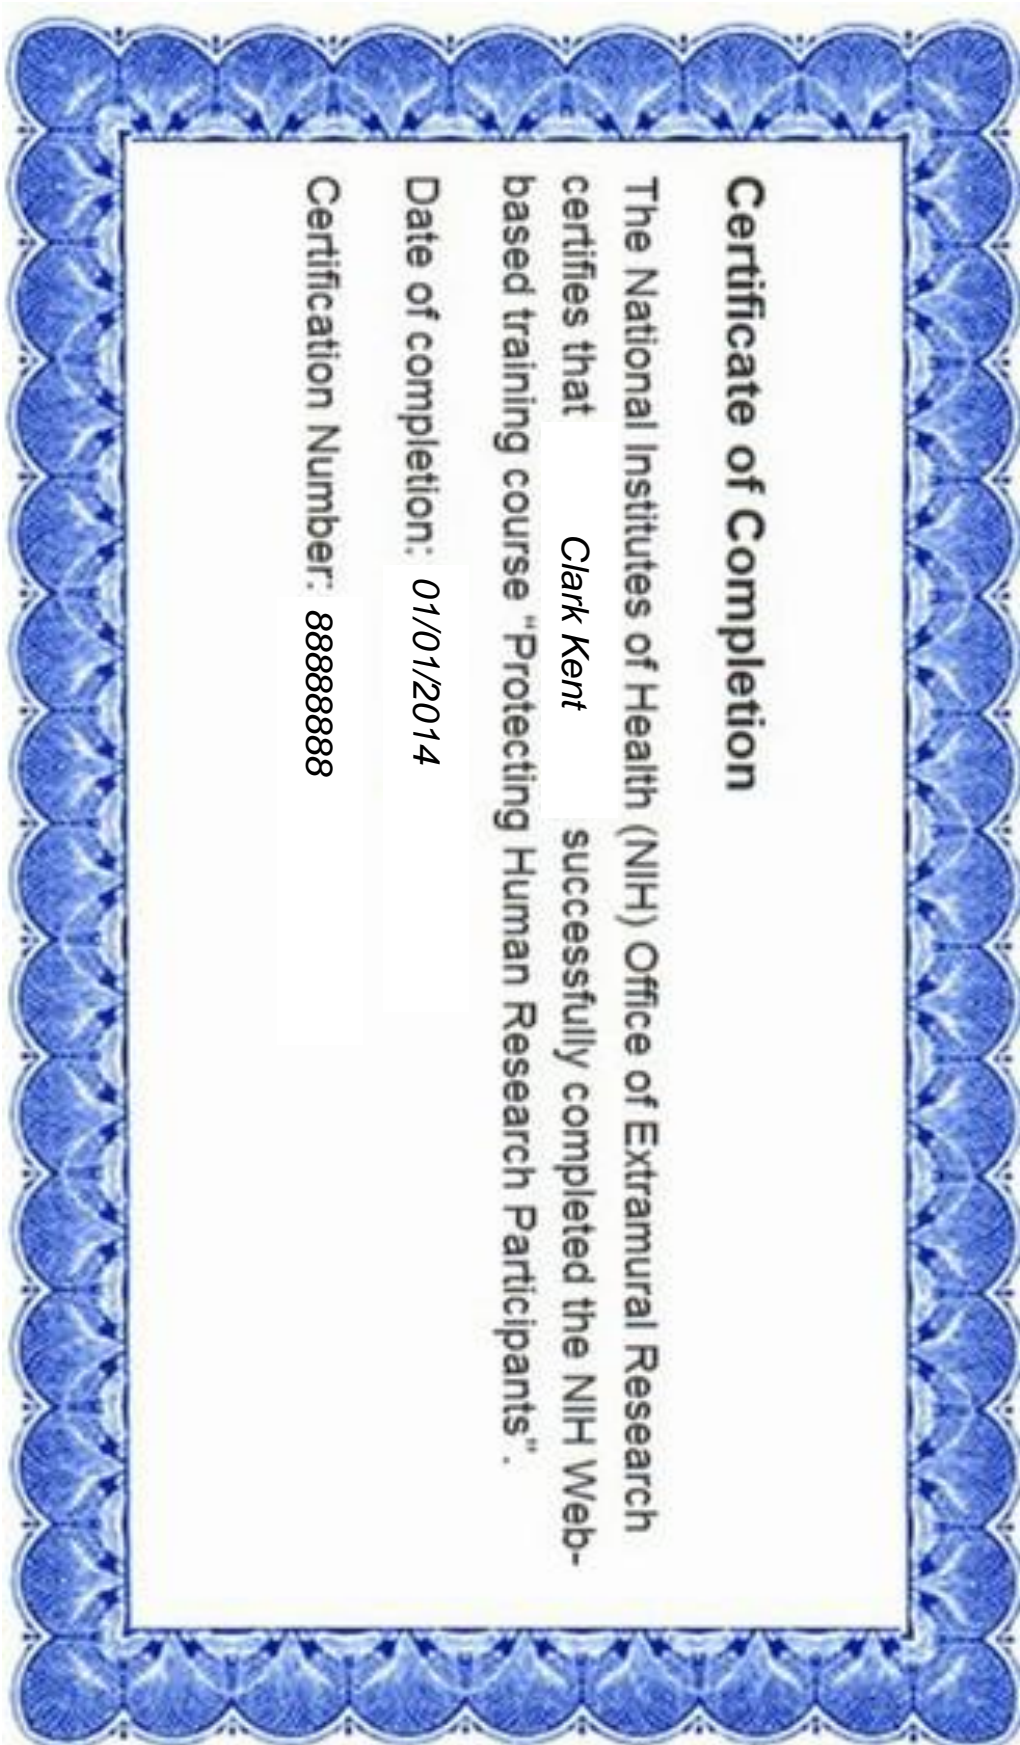 Certificate of Completion
The National Institutes of Health (NIH) Office of Extramural Research
certifies that Clark Kent successfully completed the NIH Web-
based training course "Protecting Human Research Participants".
Date of completion: 01/01/2014
Certification Number: 88888888